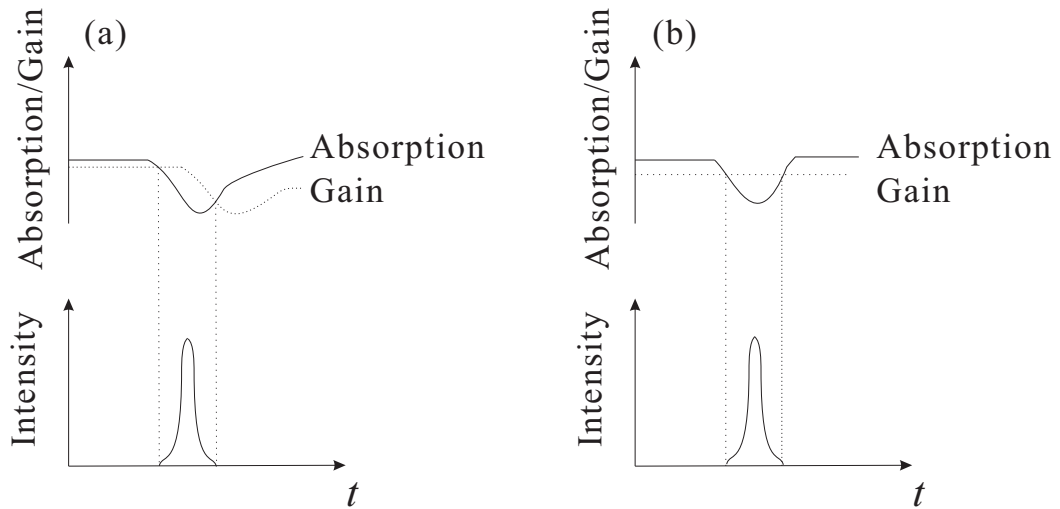 (a)
Absorption/Gain
Absorption
Gain
Intensity
t
(b)
Absorption/Gain
Absorption
Gain
Intensity
t